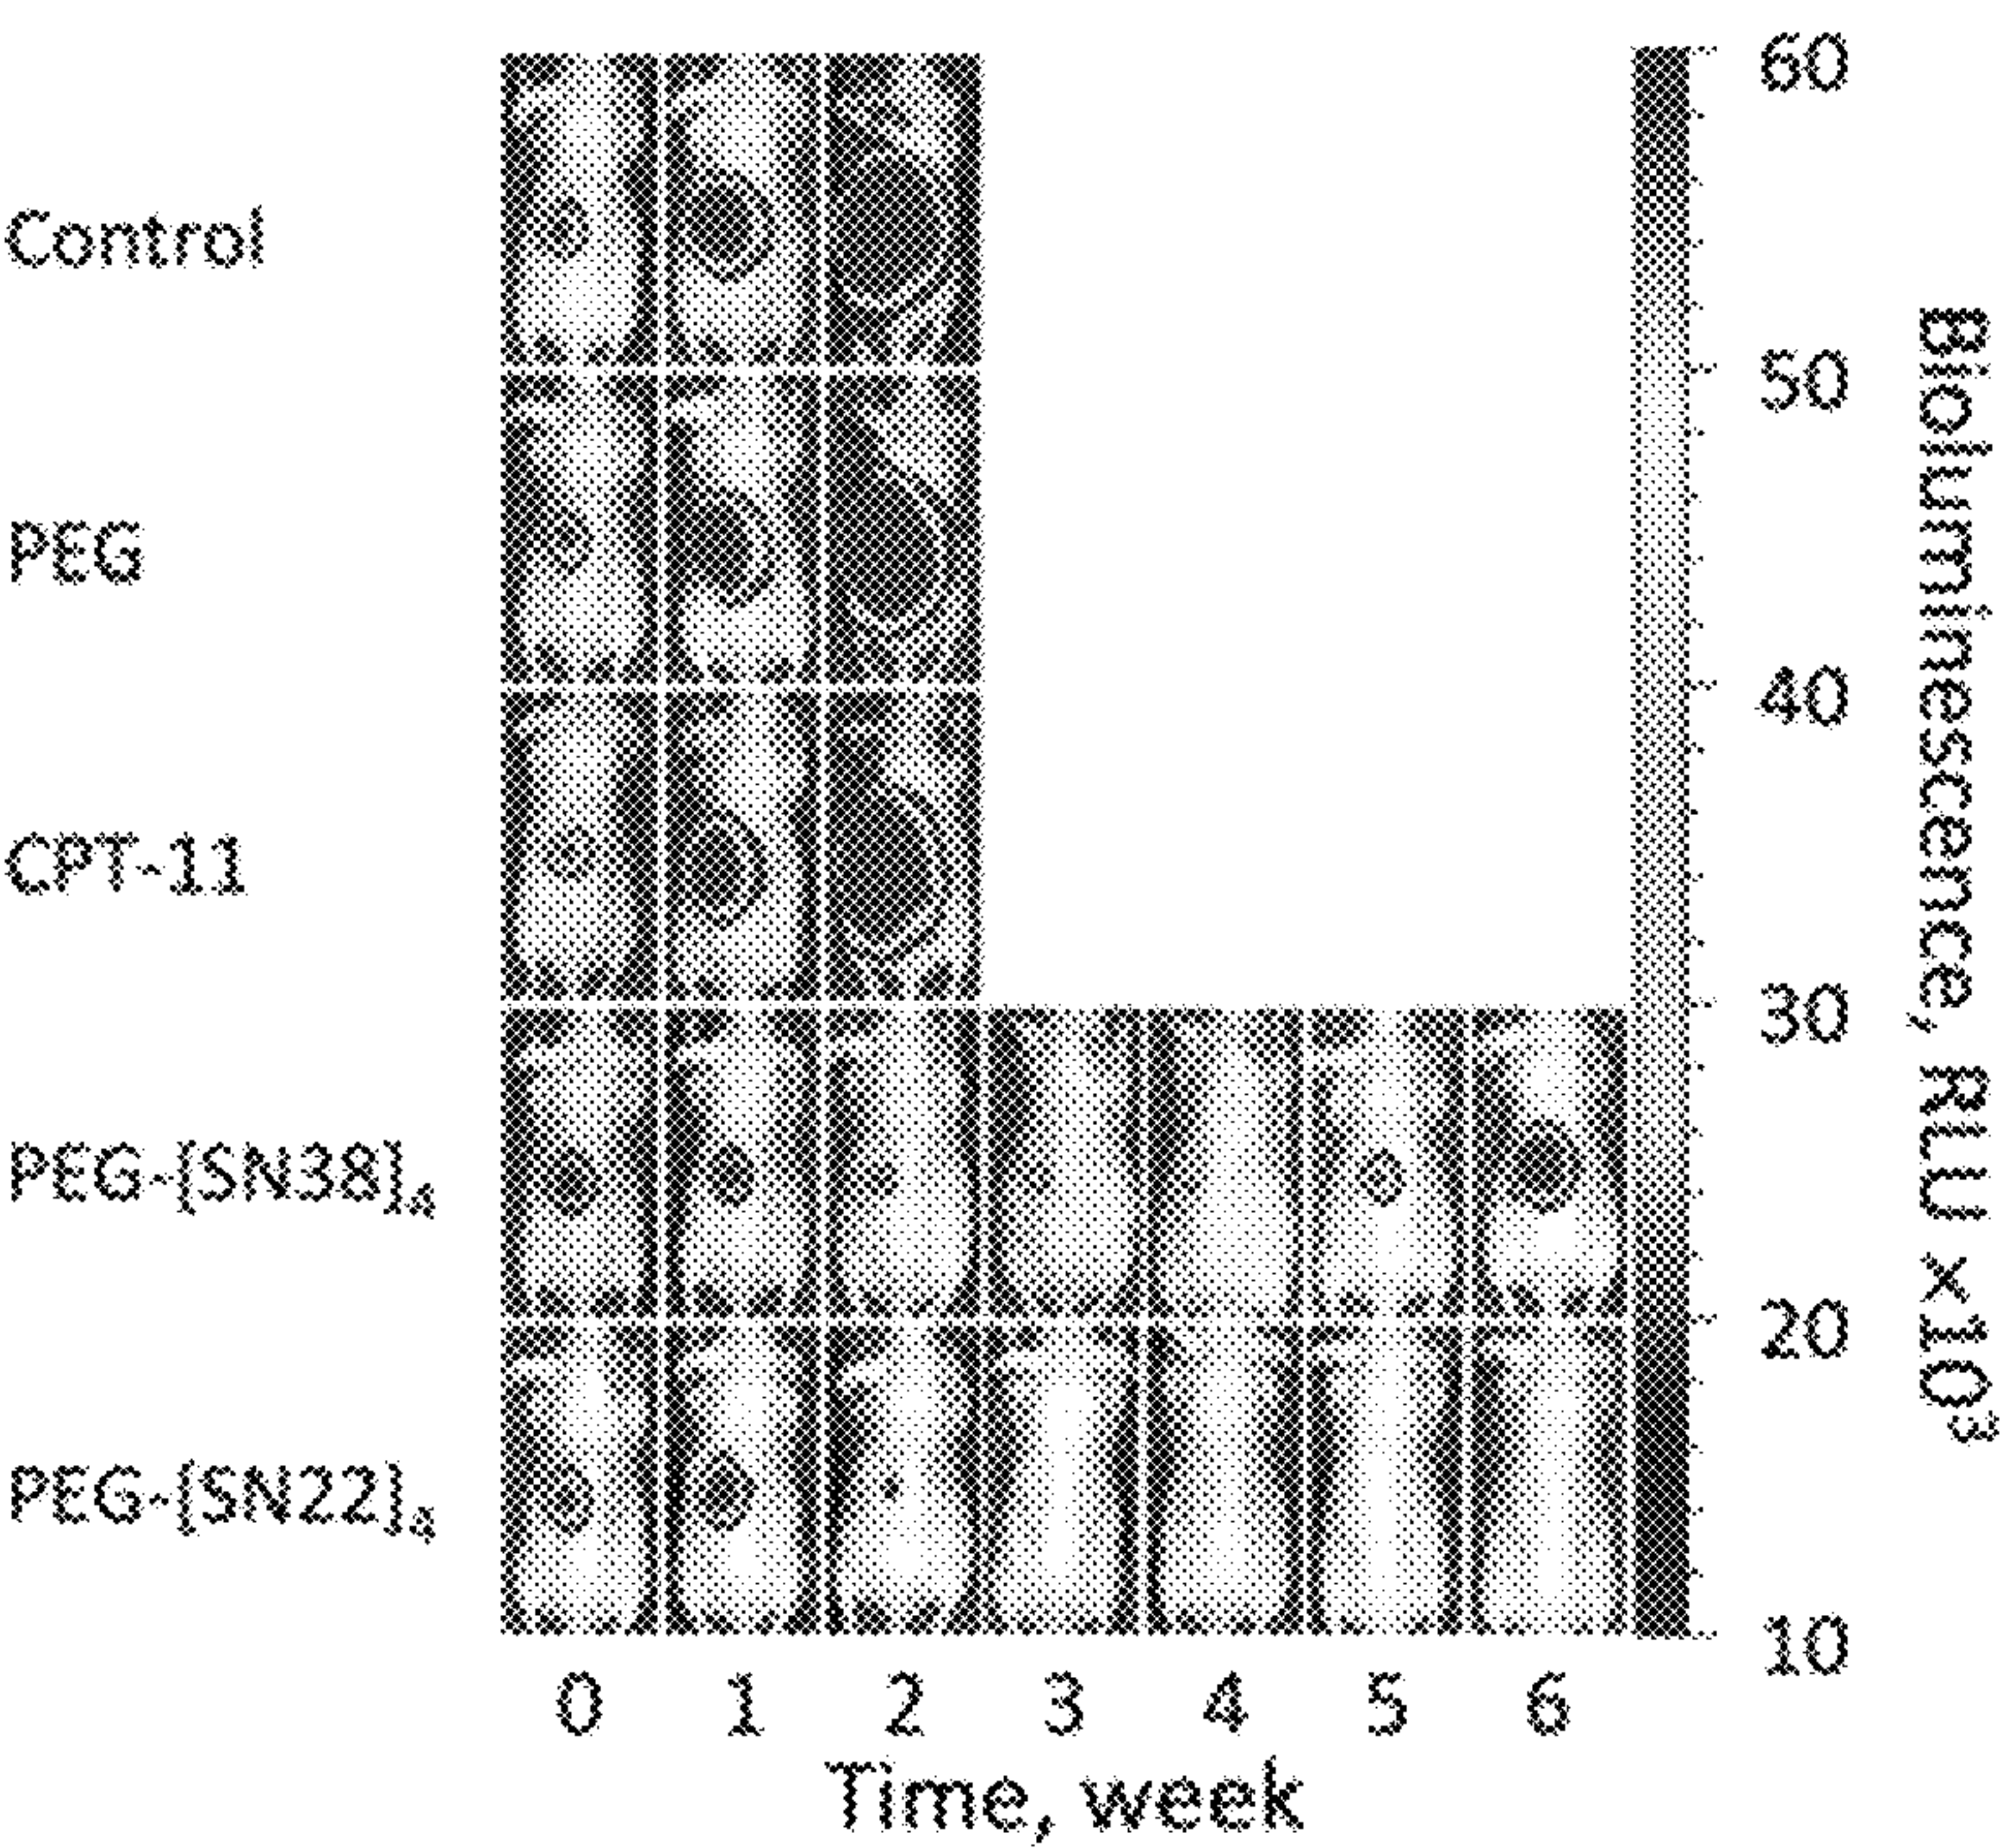 Control
PEG
CPT-11
PEG-[SN38]₄
PEG-[SN22]₄
60
50
40
30
20
10
Bioluminescence, RLU ×10³
0 1 2 3 4 5 6
Time, week